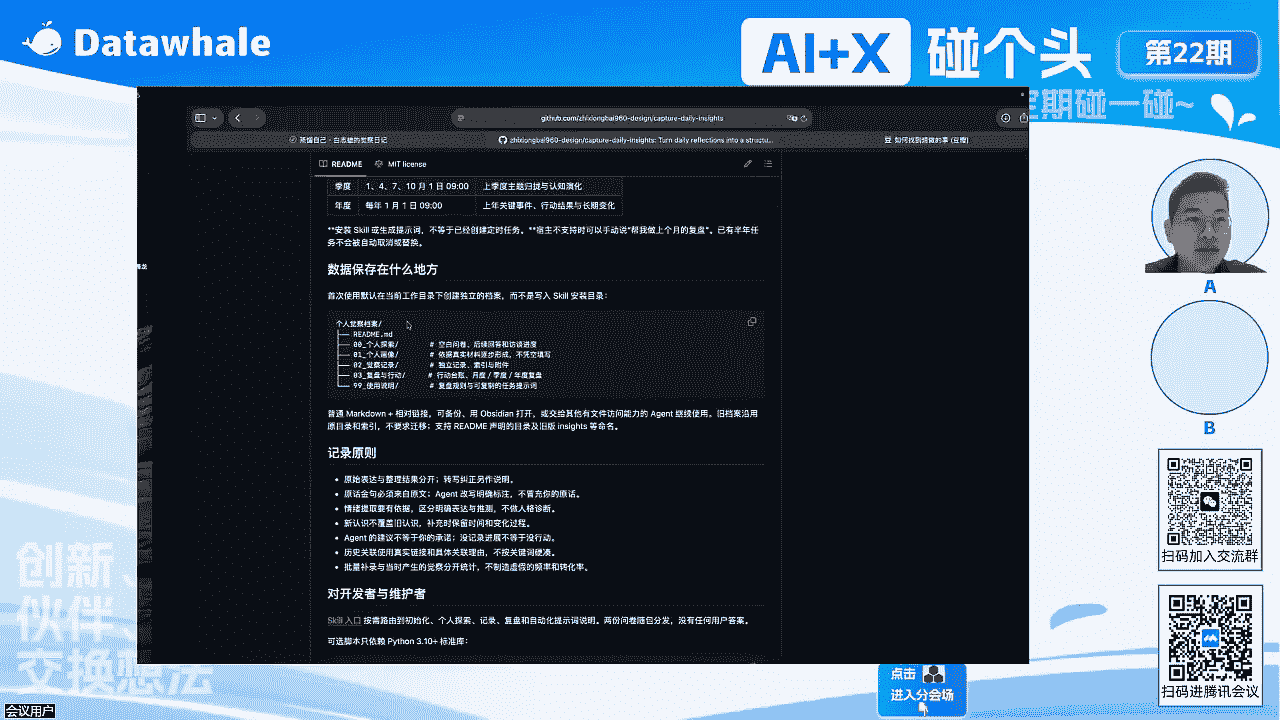 Datawhale
AI+X 碰个头 第22期
定期碰一碰~
github.com/zhixiongbai960-design/capture-daily-insights
zhixiongbai960-design/capture-daily-insights: Turn daily reflections into a structu...
README MIT license
季度 1、4、7、10 月 1 日 09:00 上季度主题归拢与认知演化
年度 每年 1 月 1 日 09:00 上年关键事件、行动结果与长期变化
**安装 Skill 或生成提示词，不等于已经创建定时任务。**宿主不支持时可以手动说"帮我做上个月的复盘"。已有半年任
务不会被自动取消或替换。
数据保存在什么地方
首次使用默认在当前工作目录下创建独立的档案，而不是写入 Skill 安装目录：
个人觉察档案/
├── README.md
├── 00_个人探索/ # 空白问卷、后续回答和访谈进度
├── 01_个人画像/ # 依据真实材料逐步形成，不凭空填写
├── 02_觉察记录/ # 独立记录、索引与附件
├── 03_复盘与行动/ # 行动台账、月度 / 季度 / 年度复盘
└── 99_使用说明/ # 复盘规则与可复制的任务提示词
普通 Markdown + 相对链接，可备份、用 Obsidian 打开，或交给其他有文件访问能力的 Agent 继续使用。旧档案沿用
原目录和索引，不要求迁移；支持 README 声明的目录及旧版 insights 等命名。
记录原则
• 原始表达与整理结果分开；转写纠正另作说明。
• 原话金句必须来自原文；Agent 改写明确标注，不冒充你的原话。
• 情绪提取要有依据，区分明确表达与推测，不做人格诊断。
• 新认识不覆盖旧认识，补充时保留时间和变化过程。
• Agent 的建议不等于你的承诺；没记录进展不等于没行动。
• 历史关联使用真实链接和具体关联理由，不按关键词硬凑。
• 批量补录与当时产生的觉察分开统计，不制造虚假的频率和转化率。
对开发者与维护者
Skill 入口 按需路由到初始化、个人探索、记录、复盘和自动化提示词说明。两份问卷随包分发，没有任何用户答案。
可选脚本只依赖 Python 3.10+ 标准库：
A
B
扫码加入交流群
扫码进腾讯会议
点击
进入分会场
创新、
伙伴、
交换想法
会议用户